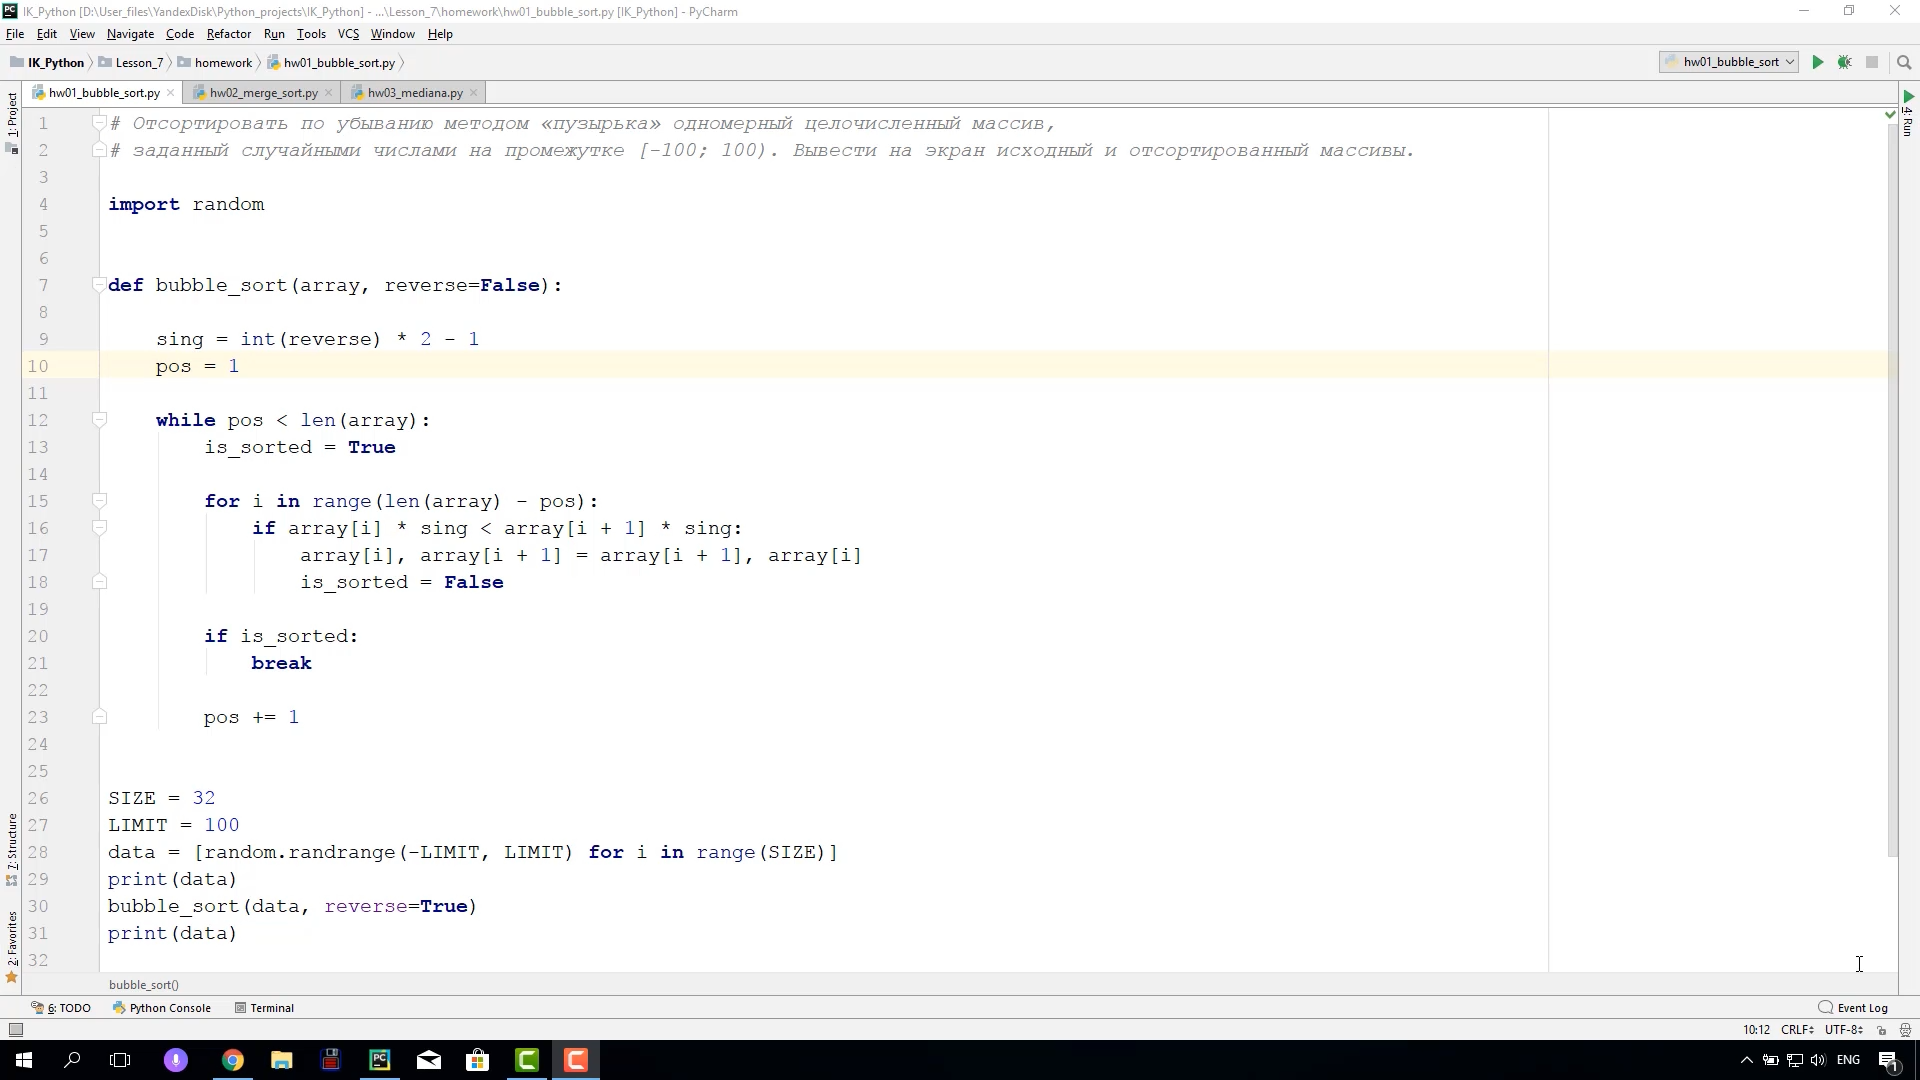 IK_Python [D:\User_files\YandexDisk\Python_projects\IK_Python] - ...\Lesson_7\homework\hw01_bubble_sort.py [IK_Python] - PyCharm
File Edit View Navigate Code Refactor Run Tools VCS Window Help
IK_Python Lesson_7 homework hw01_bubble_sort.py hw01_bubble_sort
hw01_bubble_sort.py hw02_merge_sort.py hw03_mediana.py
1: Project
4: Run
1 # Отсортировать по убыванию методом «пузырька» одномерный целочисленный массив,
2 # заданный случайными числами на промежутке [-100; 100). Вывести на экран исходный и отсортированный массивы.
3
4 import random
5
6
7 def bubble_sort(array, reverse=False):
8
9     sing = int(reverse) * 2 - 1
10     pos = 1
11
12     while pos < len(array):
13         is_sorted = True
14
15         for i in range(len(array) - pos):
16             if array[i] * sing < array[i + 1] * sing:
17                 array[i], array[i + 1] = array[i + 1], array[i]
18                 is_sorted = False
19
20         if is_sorted:
21             break
22
23         pos += 1
24
25
26 SIZE = 32
27 LIMIT = 100
28 data = [random.randrange(-LIMIT, LIMIT) for i in range(SIZE)]
29 print(data)
30 bubble_sort(data, reverse=True)
31 print(data)
32
7: Structure
2: Favorites
bubble_sort()
6: TODO Python Console Terminal Event Log
10:12 CRLF UTF-8
PC ENG 1